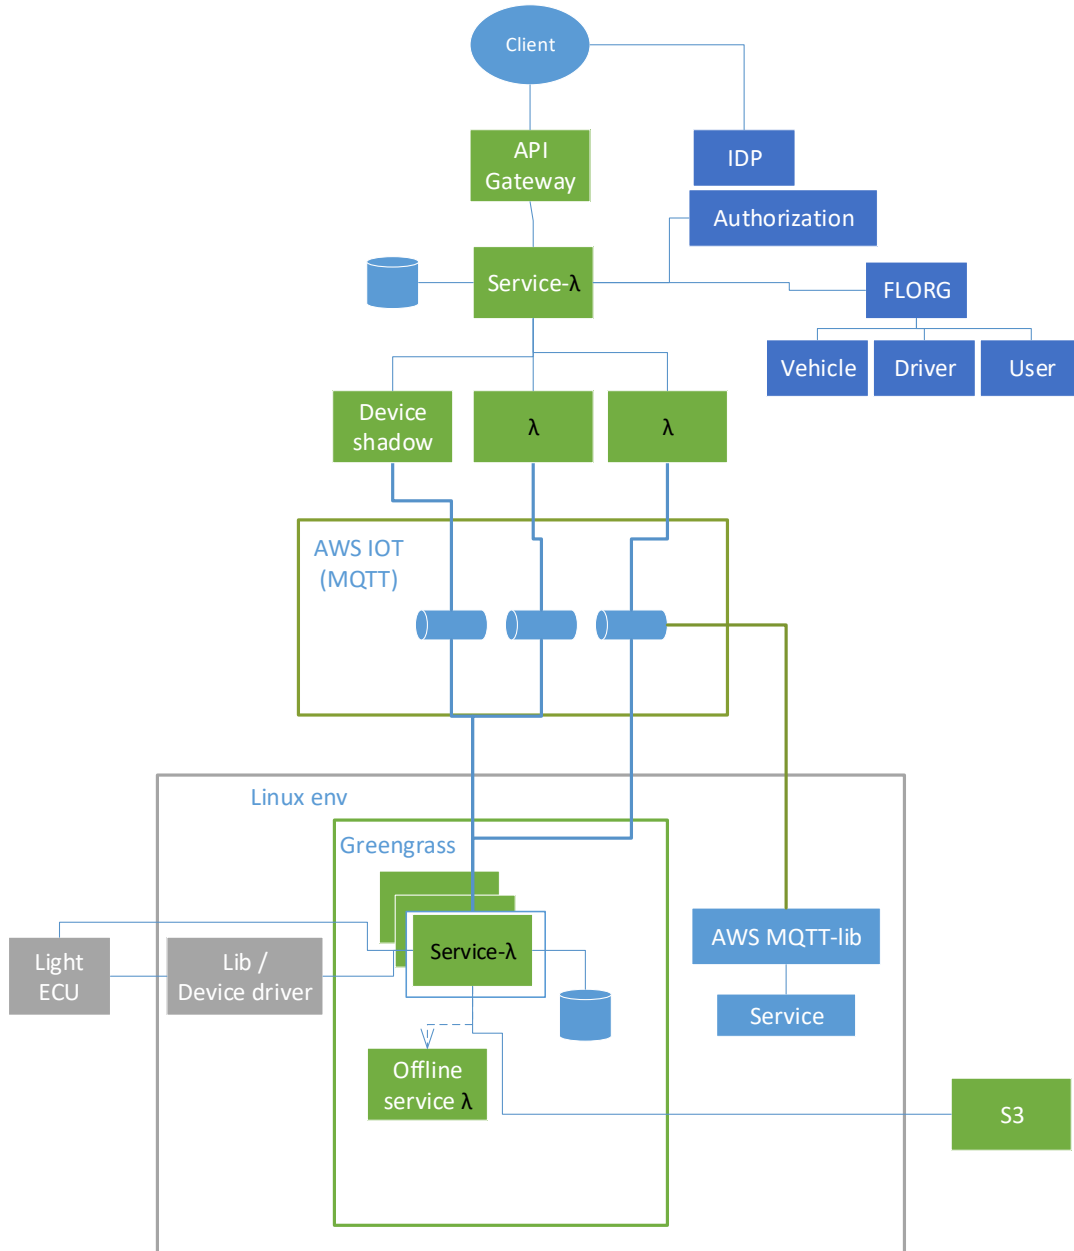 Client
API
Gateway
IDP
Authorization
Service-λ
FLORG
Vehicle
Driver
User
Device
shadow
λ
λ
AWS IOT
(MQTT)
Linux env
Greengrass
Light
ECU
Lib /
Device driver
Service-λ
AWS MQTT-lib
Service
Offline
service λ
S3